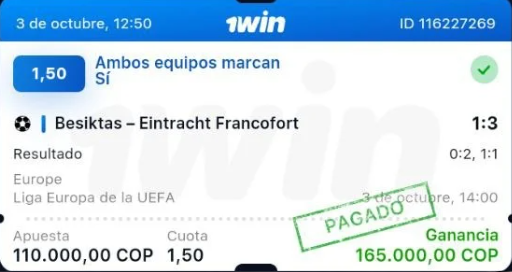 3 de octubre, 12:50 1win ID 116227269
1,50 Ambos equipos marcan
Sí
Besiktas – Eintracht Francofort 1:3
Resultado 0:2, 1:1
Europe
Liga Europa de la UEFA 3 de octubre, 14:00
PAGADO
Apuesta Cuota Ganancia
110.000,00 COP 1,50 165.000,00 COP
1win